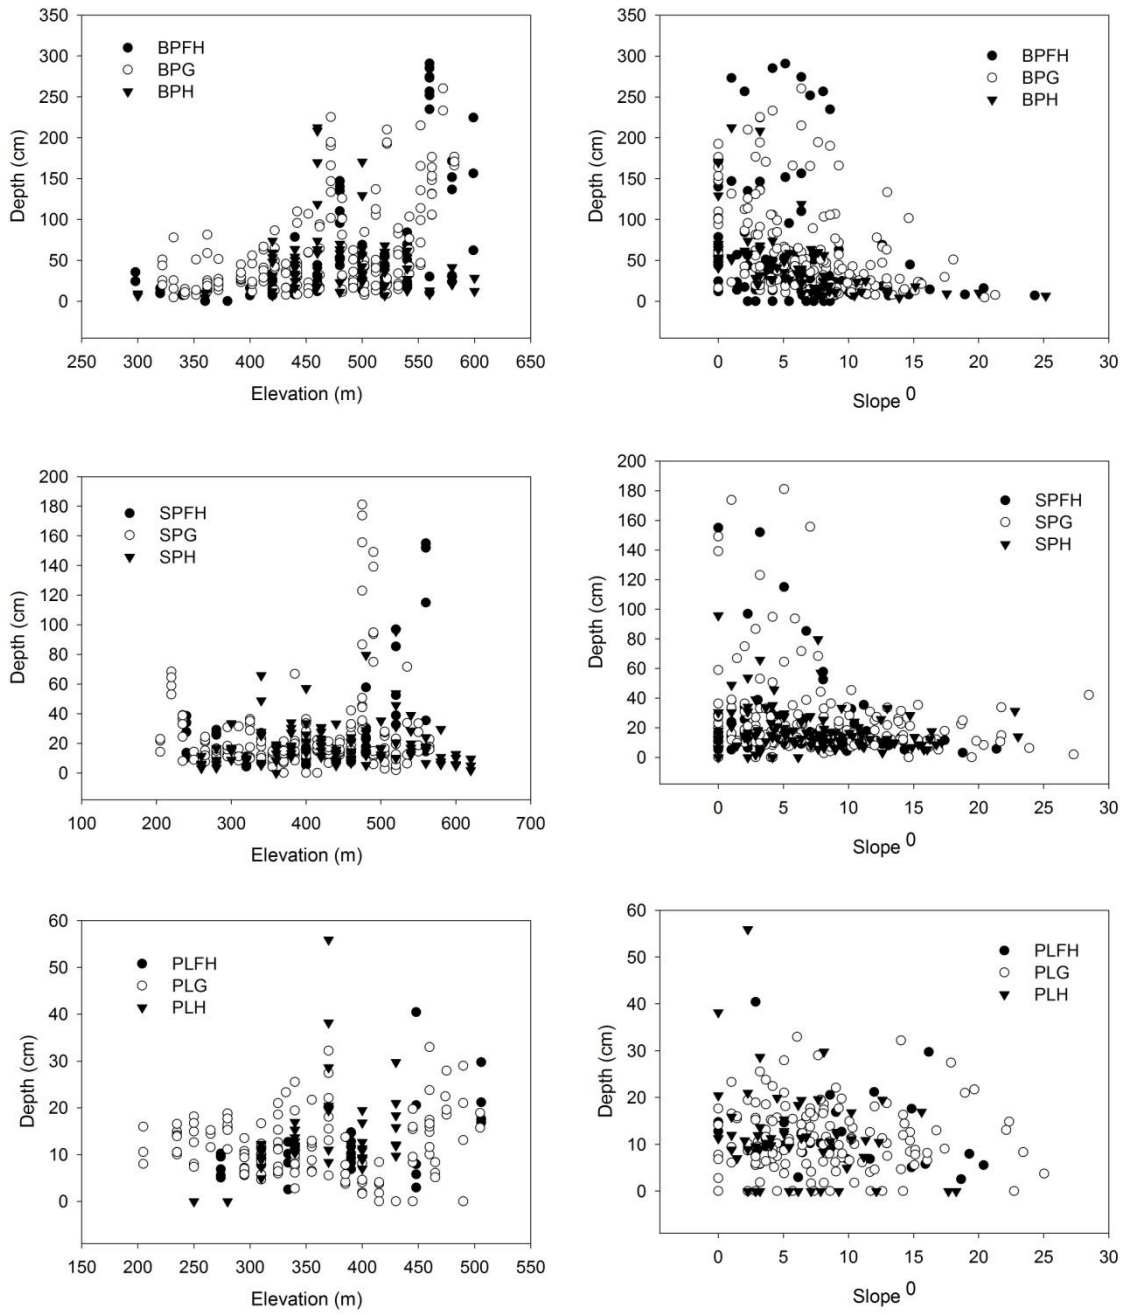 350
300
250
200
150
100
50
0
Depth (cm)
BPFH
BPG
BPH
250 300 350 400 450 500 550 600 650
Elevation (m)
350
300
250
200
150
100
50
0
Depth (cm)
BPFH
BPG
BPH
0 5 10 15 20 25 30
Slope 0
200
180
160
140
120
100
80
60
40
20
0
Depth (cm)
SPFH
SPG
SPH
100 200 300 400 500 600 700
Elevation (m)
200
180
160
140
120
100
80
60
40
20
0
Depth (cm)
SPFH
SPG
SPH
0 5 10 15 20 25 30
Slope 0
60
50
40
30
20
10
0
Depth (cm)
PLFH
PLG
PLH
150 200 250 300 350 400 450 500 550
Elevation (m)
60
50
40
30
20
10
0
Depth (cm)
PLFH
PLG
PLH
0 5 10 15 20 25 30
Slope 0